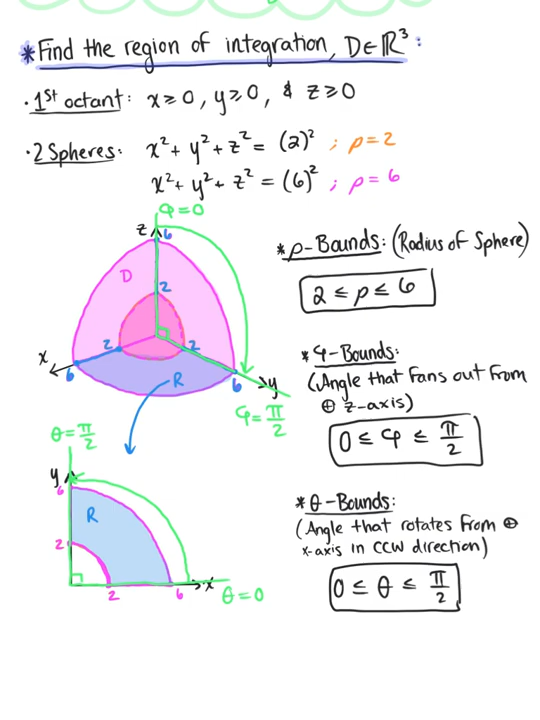 *Find the region of integration, D∈ℝ³:
·1st octant: x≥0, y≥0, & z≥0
·2 Spheres: x²+y²+z² = (2)² ; ρ=2
x²+y²+z² = (6)² ; ρ=6
φ=0
z
6
D
2
2
2
x
6
R
6
y
φ=π/2
*ρ-Bounds: (Radius of Sphere)
2 ≤ ρ ≤ 6
*φ-Bounds:
(Angle that fans out from
⊕ z-axis)
0 ≤ φ ≤ π/2
θ=π/2
y
6
R
2
2
6
x
θ=0
*θ-Bounds:
(Angle that rotates from ⊕
x-axis in CCW direction)
0 ≤ θ ≤ π/2